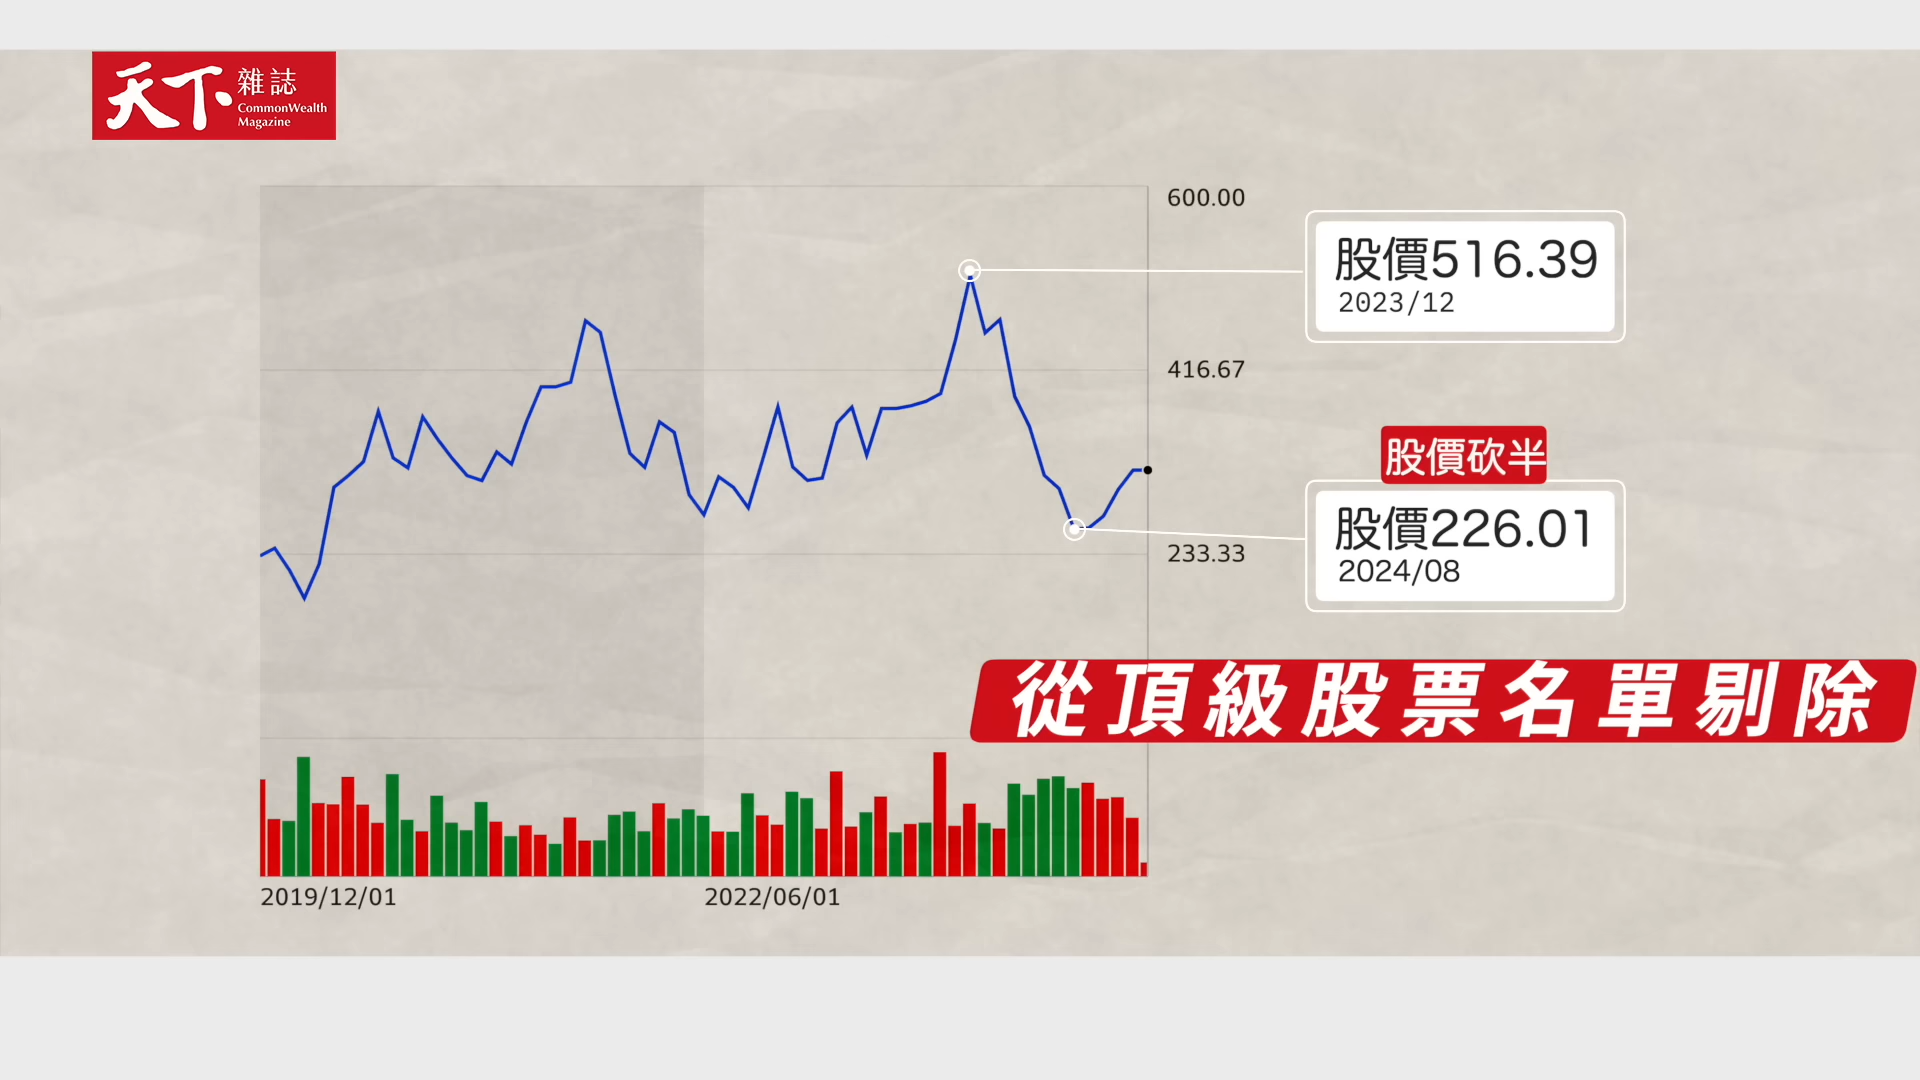 天下雜誌
CommonWealth
Magazine
600.00
股價516.39
2023/12
416.67
股價砍半
股價226.01
2024/08
233.33
從頂級股票名單剔除
2019/12/01
2022/06/01